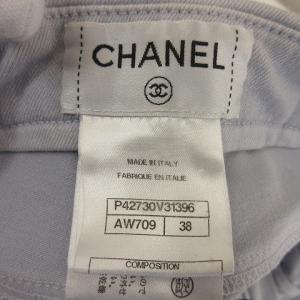 CHANEL
MADE IN ITALY
FABRIQUE EN ITALIE
P42730V31396
AW709 38
COMPOSITION